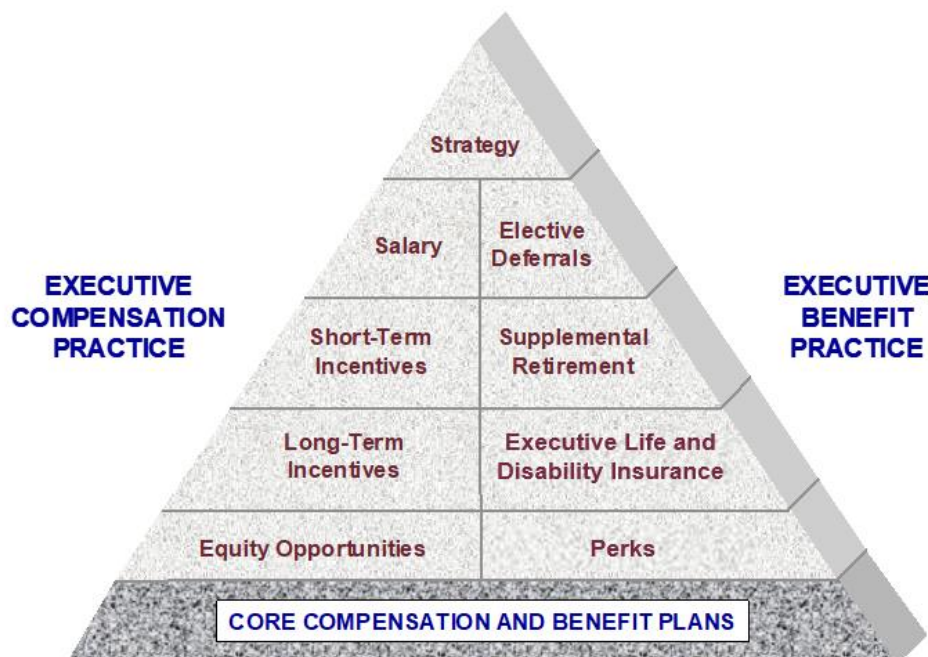 Strategy
Salary
Elective
Deferrals
EXECUTIVE
COMPENSATION
PRACTICE
EXECUTIVE
BENEFIT
PRACTICE
Short-Term
Incentives
Supplemental
Retirement
Long-Term
Incentives
Executive Life and
Disability Insurance
Equity Opportunities
Perks
CORE COMPENSATION AND BENEFIT PLANS